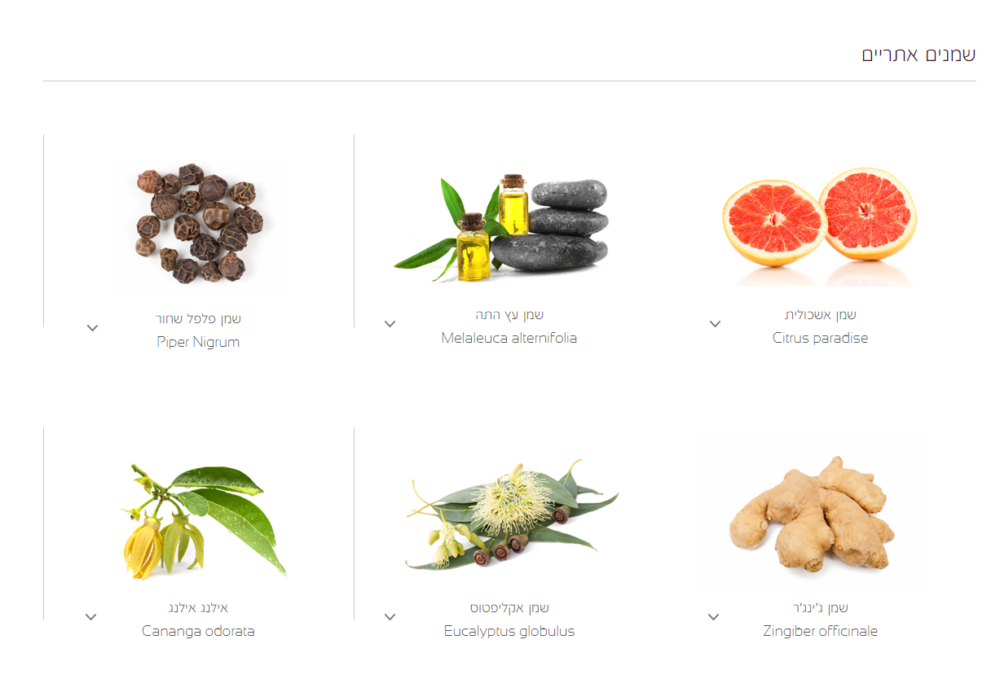 שמנים אתריים
שמן אשכולית
Citrus paradise
שמן עץ התה
Melaleuca alternifolia
שמן פלפל שחור
Piper Nigrum
שמן ג'ינג'ר
Zingiber officinale
שמן אקליפטוס
Eucalyptus globulus
אילנג אילנג
Cananga odorata